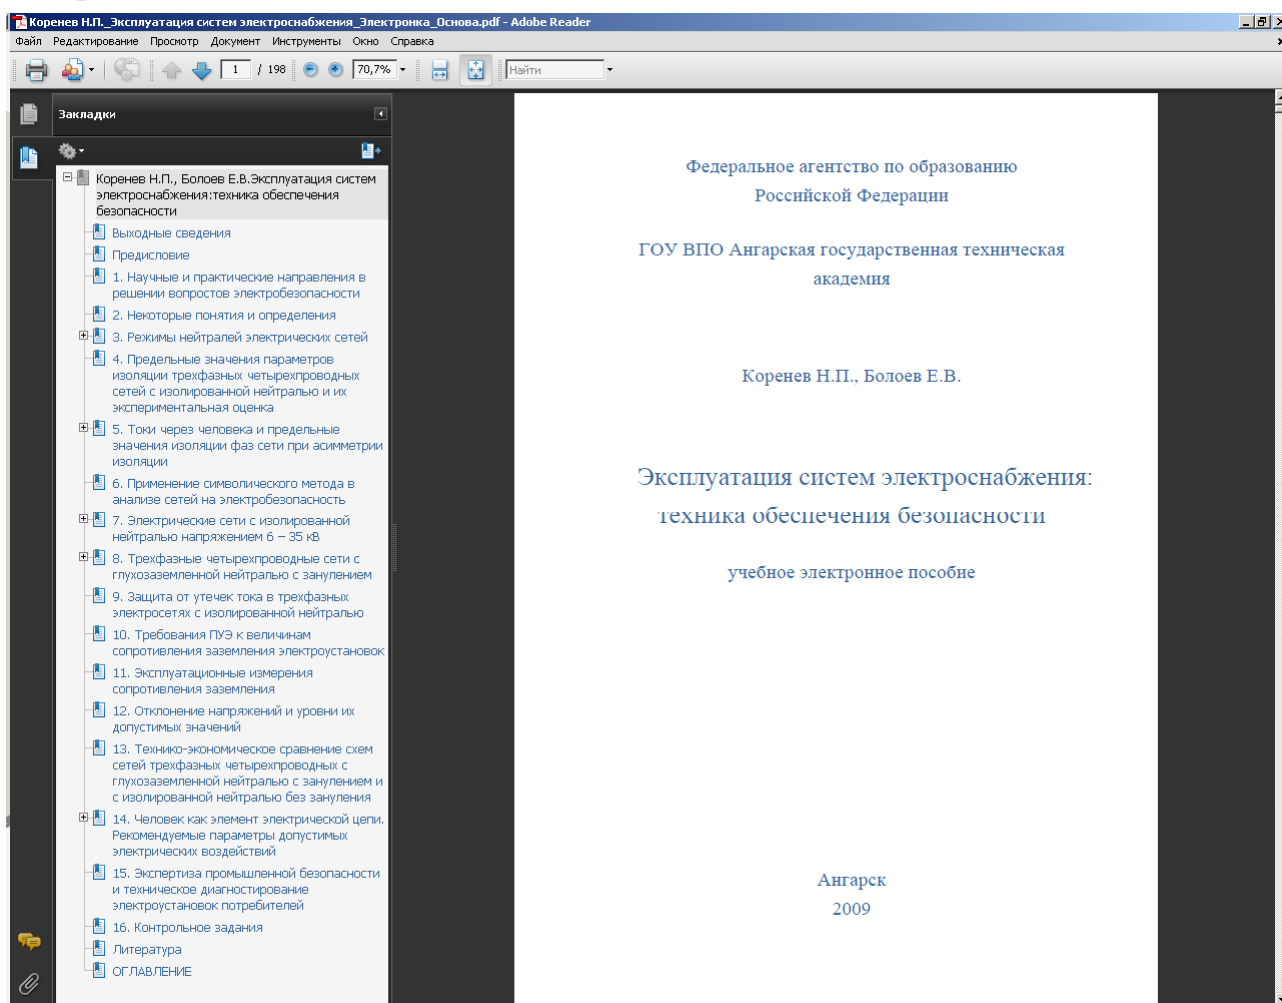 Коренев Н.П._Эксплуатация систем электроснабжения_Электронка_Основа.pdf - Adobe Reader
Файл Редактирование Просмотр Документ Инструменты Окно Справка
1 / 198 70,7% Найти
Закладки
Коренев Н.П., Болоев Е.В.Эксплуатация систем
электроснабжения:техника обеспечения
безопасности
Выходные сведения
Предисловие
1. Научные и практические направления в
решении вопростов электробезопасности
2. Некоторые понятия и определения
3. Режимы нейтралей электрических сетей
4. Предельные значения параметров
изоляции трехфазных четырехпроводных
сетей с изолированной нейтралью и их
экспериментальная оценка
5. Токи через человека и предельные
значения изоляции фаз сети при асимметрии
изоляции
6. Применение символического метода в
анализе сетей на электробезопасность
7. Электрические сети с изолированной
нейтралью напряжением 6 – 35 кВ
8. Трехфазные четырехпроводные сети с
глухозаземленной нейтралью с занулением
9. Защита от утечек тока в трехфазных
электросетях с изолированной нейтралью
10. Требования ПУЭ к величинам
сопротивления заземления электроустановок
11. Эксплуатационные измерения
сопротивления заземления
12. Отклонение напряжений и уровни их
допустимых значений
13. Технико-экономическое сравнение схем
сетей трехфазных четырехпроводных с
глухозаземленной нейтралью с занулением и
с изолированной нейтралью без зануления
14. Человек как элемент электрической цепи.
Рекомендуемые параметры допустимых
электрических воздействий
15. Экспертиза промышленной безопасности
и техническое диагностирование
электроустановок потребителей
16. Контрольное задания
Литература
ОГЛАВЛЕНИЕ
Федеральное агентство по образованию
Российской Федерации
ГОУ ВПО Ангарская государственная техническая
академия
Коренев Н.П., Болоев Е.В.
Эксплуатация систем электроснабжения:
техника обеспечения безопасности
учебное электронное пособие
Ангарск
2009